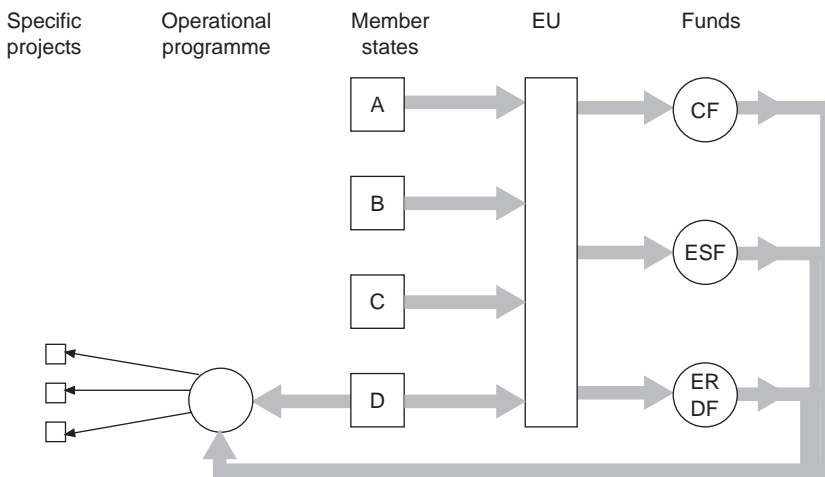 Specific
projects
Operational
programme
Member
states
EU
Funds
A
CF
B
ESF
C
D
ER
DF